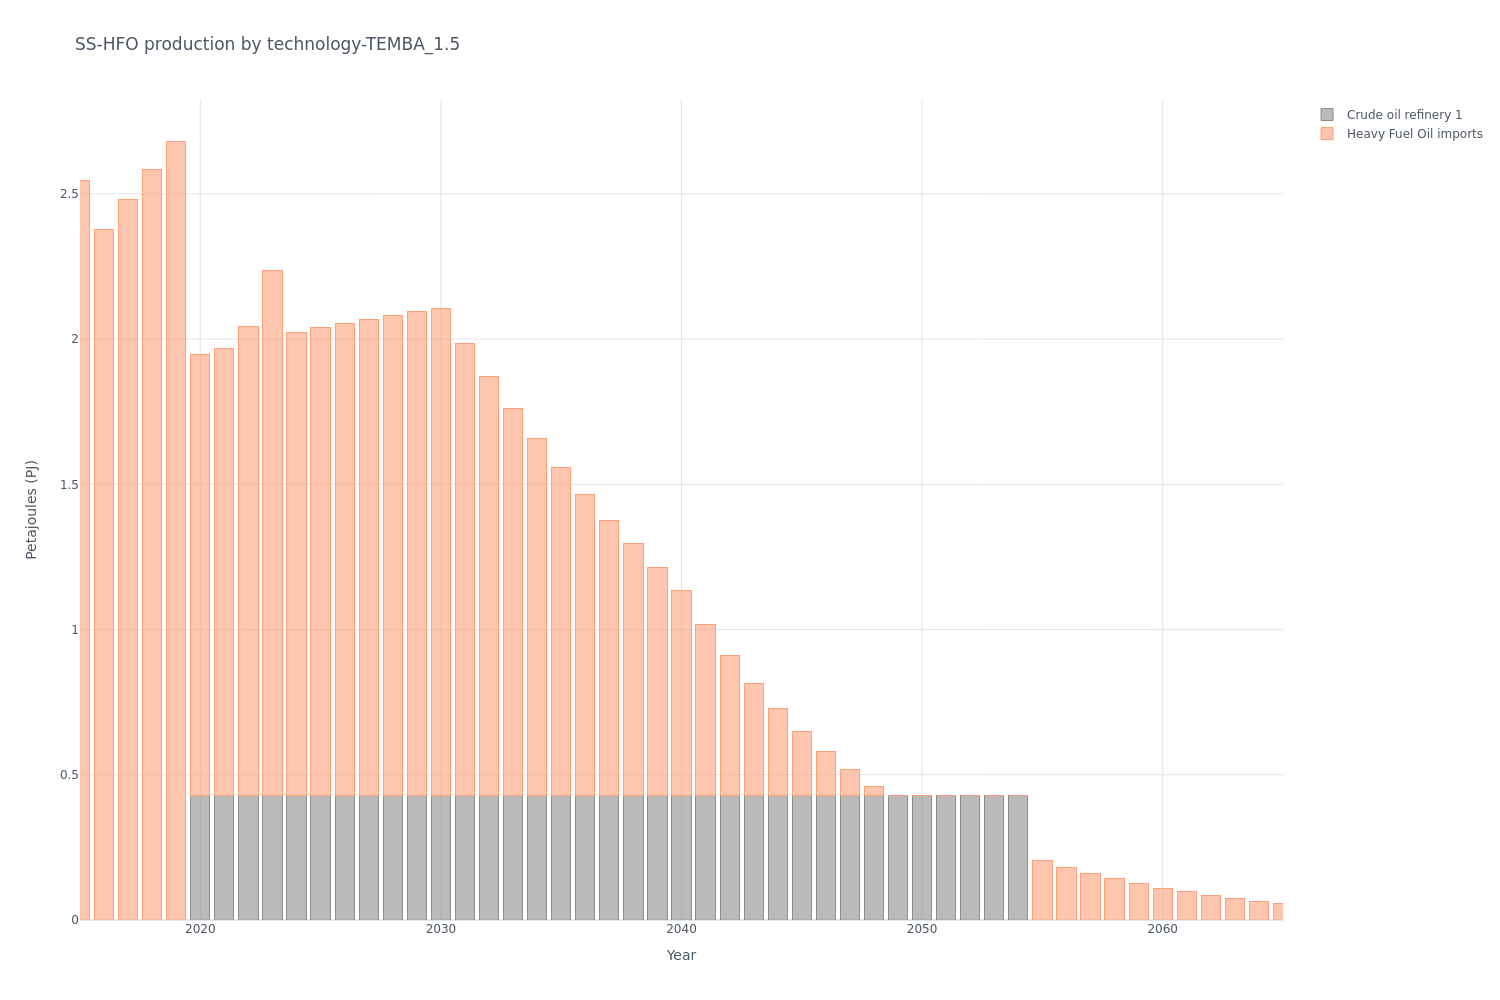 SS-HFO production by technology-TEMBA_1.5
Crude oil refinery 1
Heavy Fuel Oil imports
2.5
2
1.5
1
0.5
0
Petajoules (PJ)
2020
2030
2040
2050
2060
Year